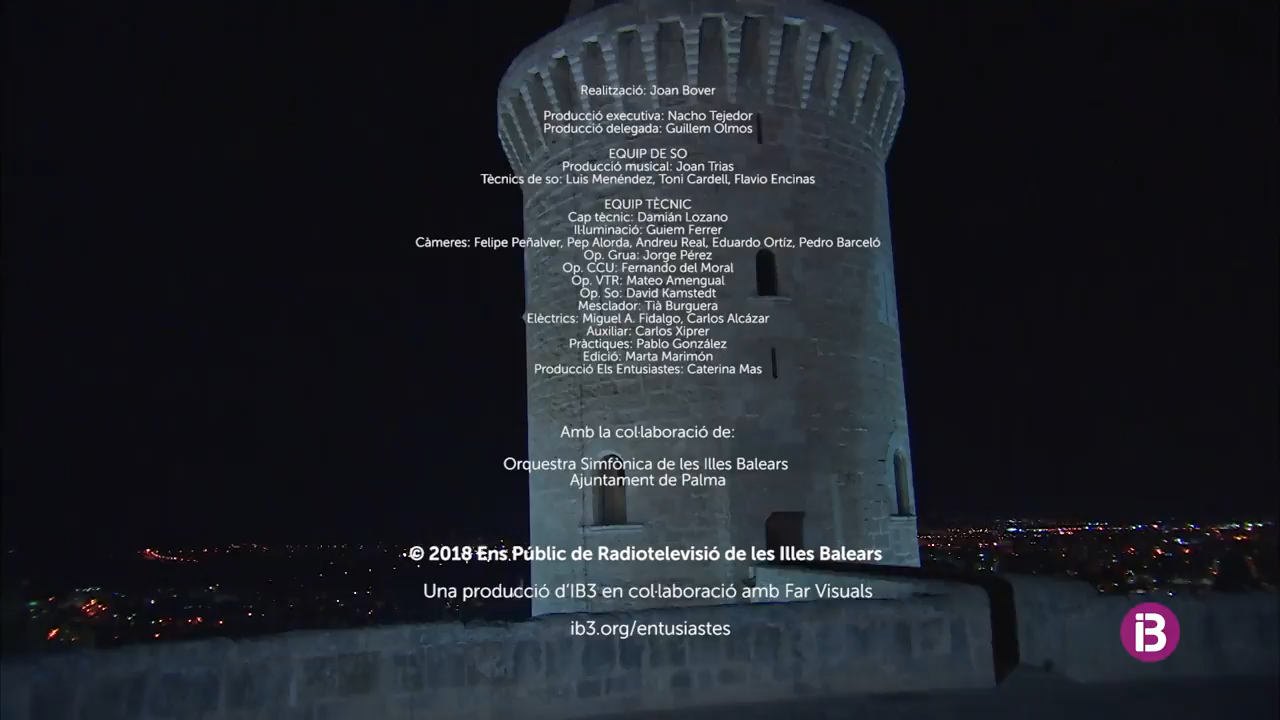 Realització: Joan Bover
Producció executiva: Nacho Tejedor
Producció delegada: Guillem Olmos
EQUIP DE SO
Producció musical: Joan Trias
Tècnics de so: Luis Menéndez, Toni Cardell, Flavio Encinas
EQUIP TÈCNIC
Cap tècnic: Damián Lozano
Il·luminació: Guiem Ferrer
Càmeres: Felipe Peñalver, Pep Alorda, Andreu Real, Eduardo Ortíz, Pedro Barceló
Op. Grua: Jorge Pérez
Op. CCU: Fernando del Moral
Op. VTR: Mateo Amengual
Op. So: David Kamstedt
Mesclador: Tià Burguera
Elèctrics: Miguel A. Fidalgo, Carlos Alcázar
Auxiliar: Carlos Xiprer
Pràctiques: Pablo González
Edició: Marta Marimón
Producció Els Entusiastes: Caterina Mas
Amb la col·laboració de:
Orquestra Simfònica de les Illes Balears
Ajuntament de Palma
© 2018 Ens Públic de Radiotelevisió de les Illes Balears
Una producció d'IB3 en col·laboració amb Far Visuals
ib3.org/entusiastes
iB